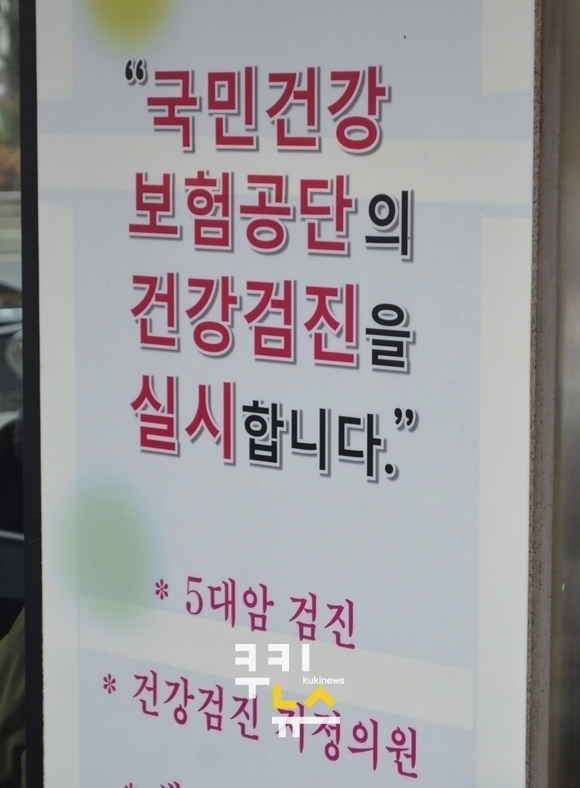 “국민건강
보험공단의
건강검진을
실시합니다.”
* 5대암 검진
쿠키
kukinews
뉴스
* 건강검진 지정의원